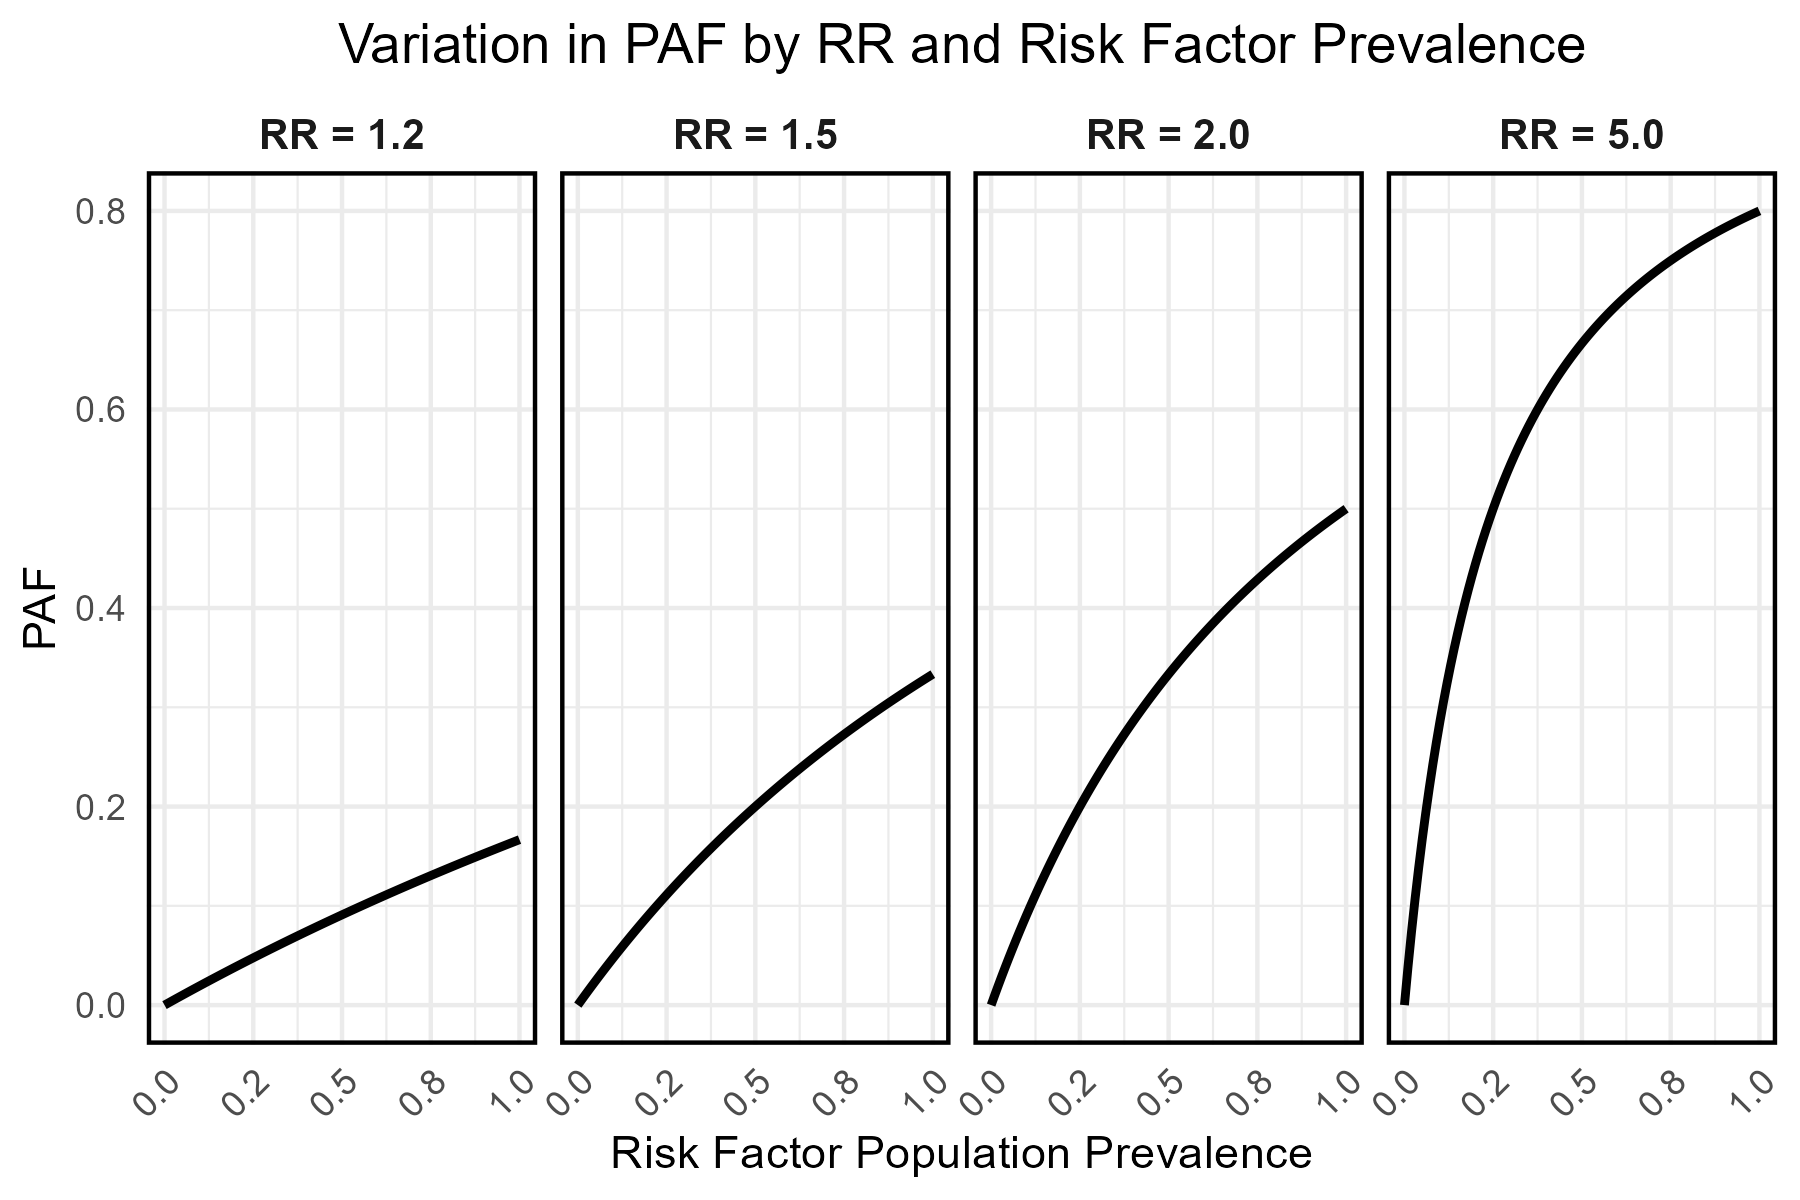 Variation in PAF by RR and Risk Factor Prevalence
RR = 1.2 RR = 1.5 RR = 2.0 RR = 5.0
PAF
0.8
0.6
0.4
0.2
0.0
0.0 0.2 0.5 0.8 1.0 0.0 0.2 0.5 0.8 1.0 0.0 0.2 0.5 0.8 1.0 0.0 0.2 0.5 0.8 1.0
Risk Factor Population Prevalence